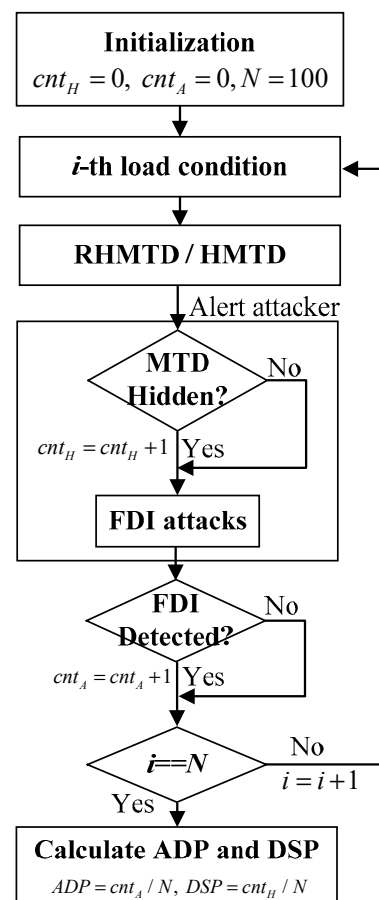 Initialization
cnt_H = 0, cnt_A = 0, N = 100
i-th load condition
RHMTD / HMTD
Alert attacker
MTD
Hidden?
No
cnt_H = cnt_H +1
Yes
FDI attacks
FDI
Detected?
No
cnt_A = cnt_A +1
Yes
i==N
No
i = i+1
Yes
Calculate ADP and DSP
ADP = cnt_A / N, DSP = cnt_H / N